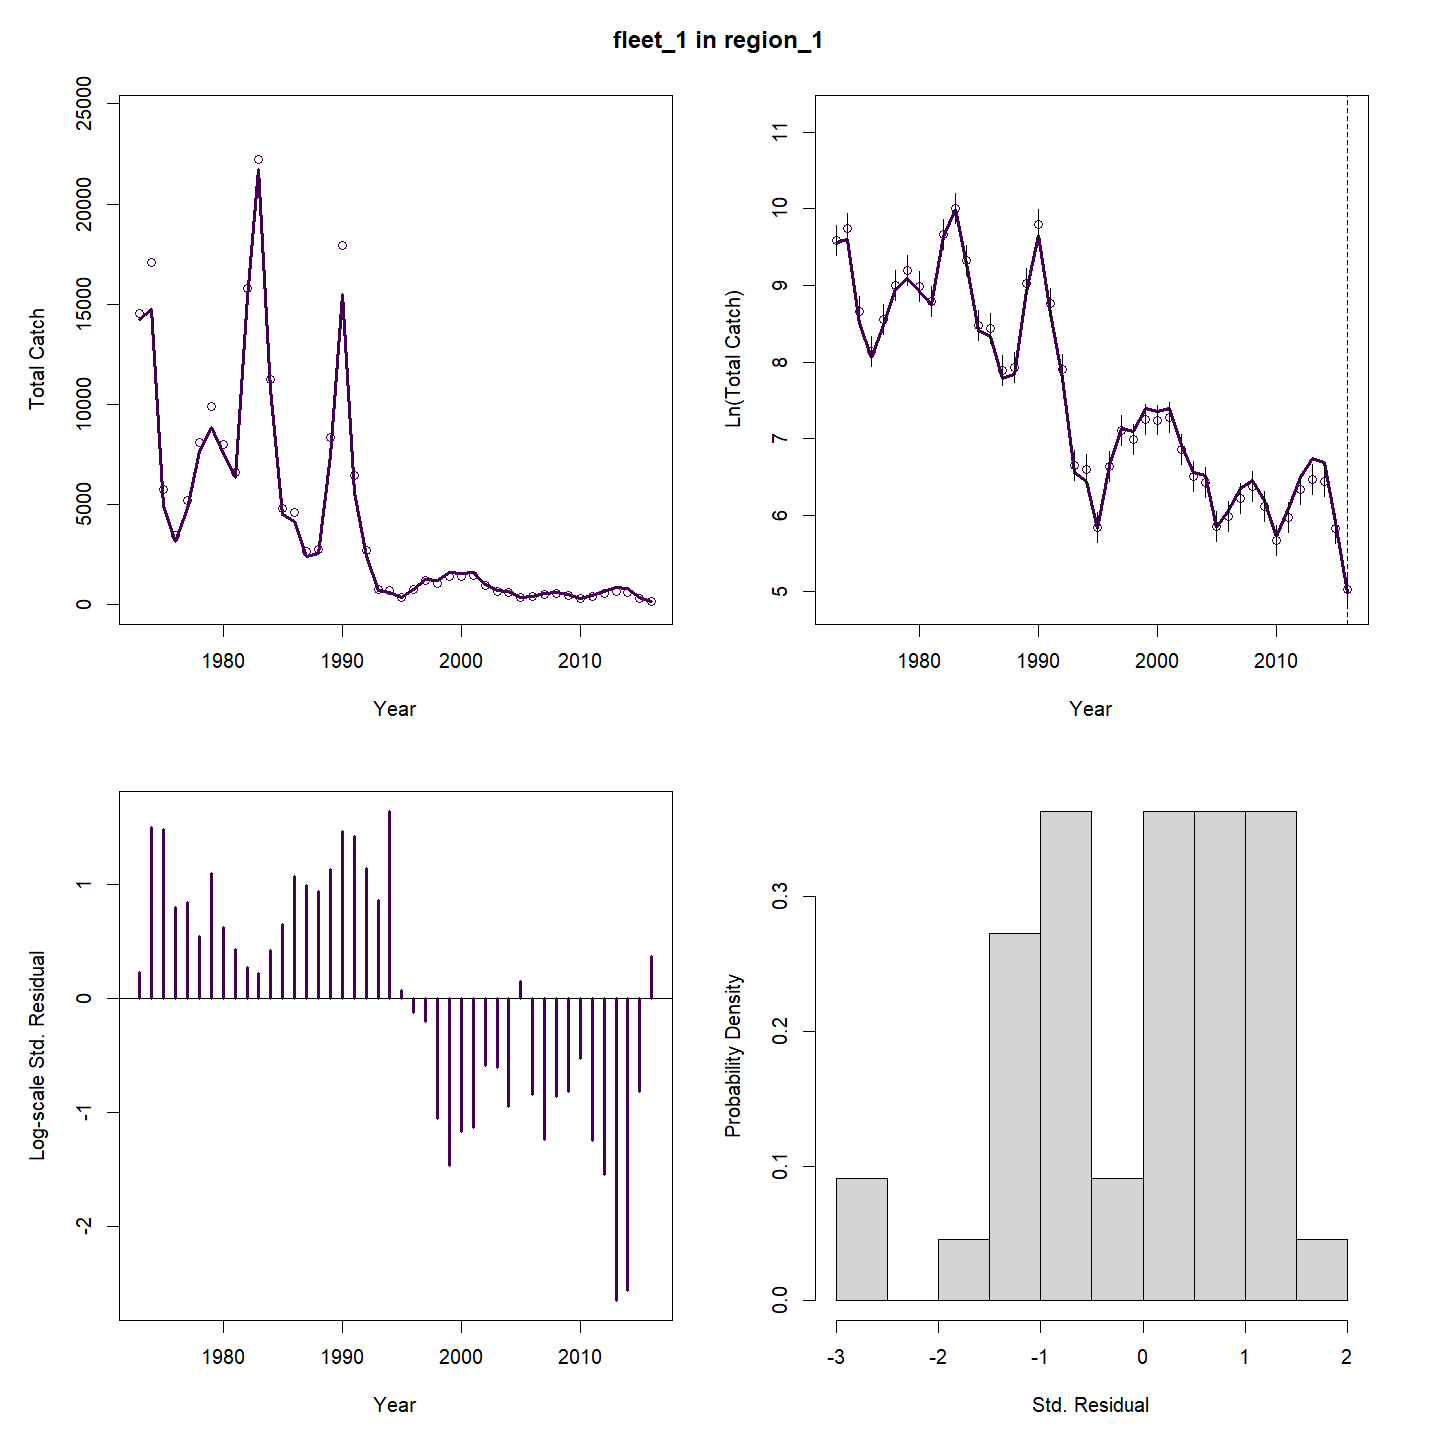 fleet_1 in region_1
Total Catch
0 5000 10000 15000 20000 25000
1980 1990 2000 2010
Year
Ln(Total Catch)
5 6 7 8 9 10 11
1980 1990 2000 2010
Year
Log-scale Std. Residual
-2 -1 0 1
1980 1990 2000 2010
Year
Probability Density
0.0 0.1 0.2 0.3
-3 -2 -1 0 1 2
Std. Residual